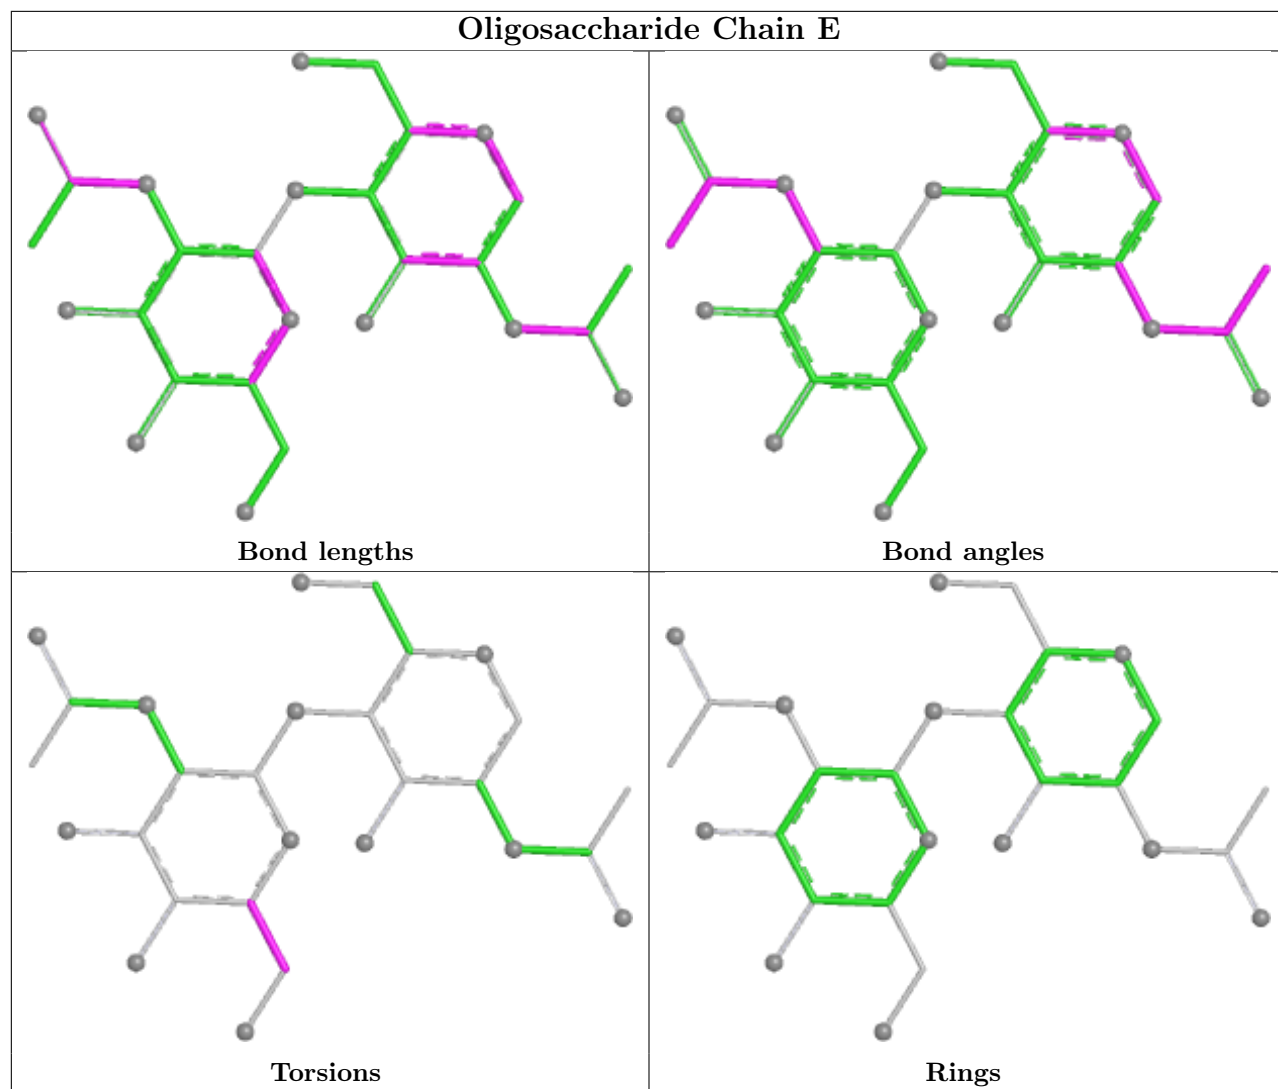 Oligosaccharide Chain E
Bond lengths
Bond angles
Torsions
Rings